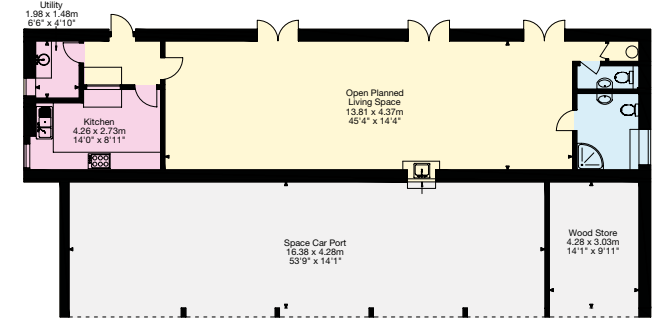 Utility
1.98 x 1.48m
6'6" x 4'10"
Open Planned
Living Space
13.81 x 4.37m
45'4" x 14'4"
Kitchen
4.26 x 2.73m
14'0" x 8'11"
Space Car Port
16.38 x 4.28m
53'9" x 14'1"
Wood Store
4.28 x 3.03m
14'1" x 9'11"